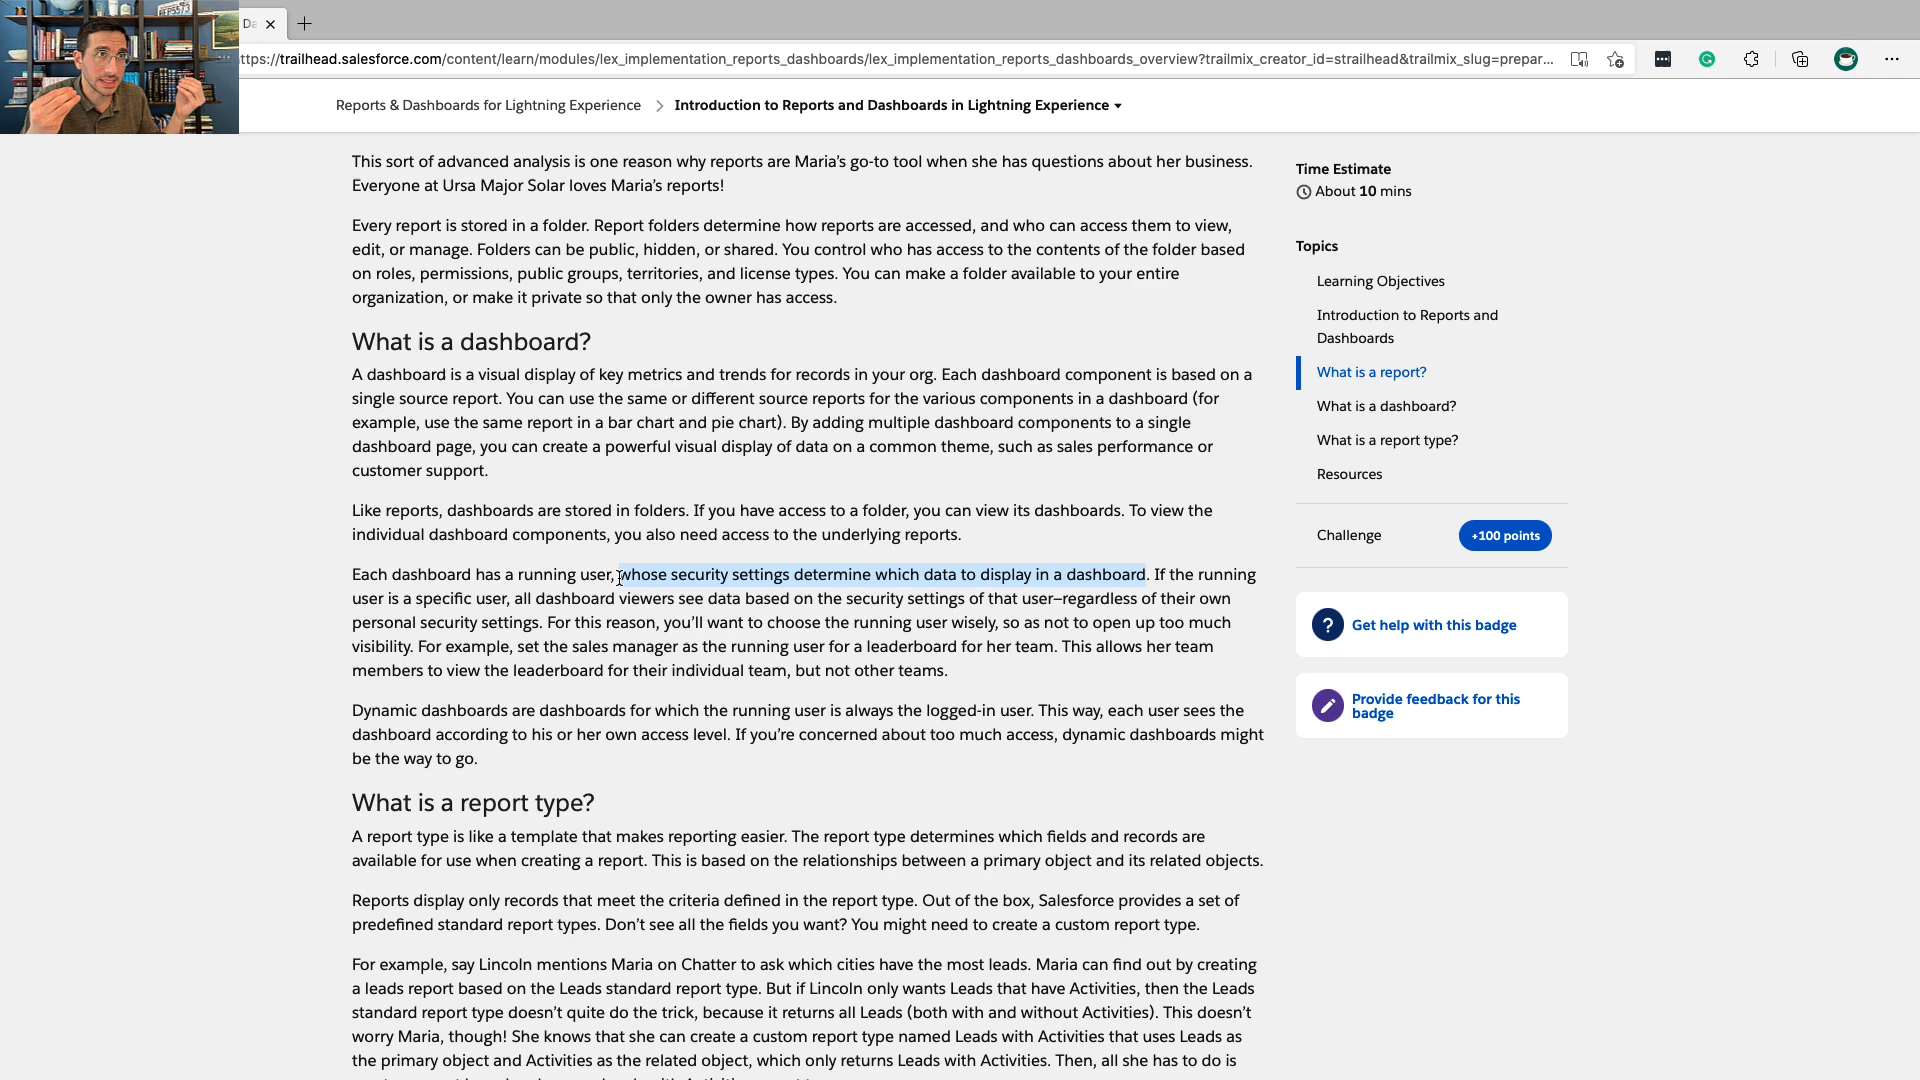 Da
https://trailhead.salesforce.com/content/learn/modules/lex_implementation_reports_dashboards/lex_implementation_reports_dashboards_overview?trailmix_creator_id=strailhead&trailmix_slug=prepar...
Reports & Dashboards for Lightning Experience
Introduction to Reports and Dashboards in Lightning Experience
This sort of advanced analysis is one reason why reports are Maria's go-to tool when she has questions about her business.
Everyone at Ursa Major Solar loves Maria's reports!
Every report is stored in a folder. Report folders determine how reports are accessed, and who can access them to view,
edit, or manage. Folders can be public, hidden, or shared. You control who has access to the contents of the folder based
on roles, permissions, public groups, territories, and license types. You can make a folder available to your entire
organization, or make it private so that only the owner has access.
What is a dashboard?
A dashboard is a visual display of key metrics and trends for records in your org. Each dashboard component is based on a
single source report. You can use the same or different source reports for the various components in a dashboard (for
example, use the same report in a bar chart and pie chart). By adding multiple dashboard components to a single
dashboard page, you can create a powerful visual display of data on a common theme, such as sales performance or
customer support.
Like reports, dashboards are stored in folders. If you have access to a folder, you can view its dashboards. To view the
individual dashboard components, you also need access to the underlying reports.
Each dashboard has a running user, whose security settings determine which data to display in a dashboard. If the running
user is a specific user, all dashboard viewers see data based on the security settings of that user–regardless of their own
personal security settings. For this reason, you'll want to choose the running user wisely, so as not to open up too much
visibility. For example, set the sales manager as the running user for a leaderboard for her team. This allows her team
members to view the leaderboard for their individual team, but not other teams.
Dynamic dashboards are dashboards for which the running user is always the logged-in user. This way, each user sees the
dashboard according to his or her own access level. If you're concerned about too much access, dynamic dashboards might
be the way to go.
What is a report type?
A report type is like a template that makes reporting easier. The report type determines which fields and records are
available for use when creating a report. This is based on the relationships between a primary object and its related objects.
Reports display only records that meet the criteria defined in the report type. Out of the box, Salesforce provides a set of
predefined standard report types. Don't see all the fields you want? You might need to create a custom report type.
For example, say Lincoln mentions Maria on Chatter to ask which cities have the most leads. Maria can find out by creating
a leads report based on the Leads standard report type. But if Lincoln only wants Leads that have Activities, then the Leads
standard report type doesn't quite do the trick, because it returns all Leads (both with and without Activities). This doesn't
worry Maria, though! She knows that she can create a custom report type named Leads with Activities that uses Leads as
the primary object and Activities as the related object, which only returns Leads with Activities. Then, all she has to do is
Time Estimate
About 10 mins
Topics
Learning Objectives
Introduction to Reports and
Dashboards
What is a report?
What is a dashboard?
What is a report type?
Resources
Challenge
+100 points
Get help with this badge
Provide feedback for this
badge